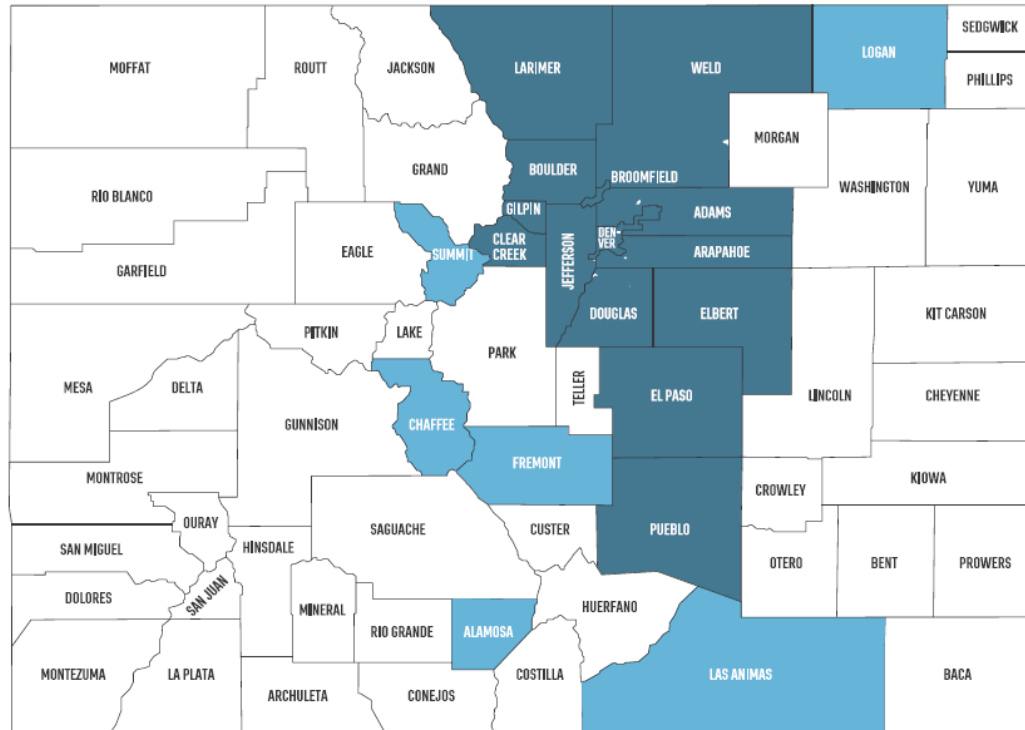 SEDGWICK
MOFFAT
ROUTT
JACKSON
LARIMER
WELD
LOGAN
PHILLIPS
MORGAN
GRAND
BOULDER
BROOMFIELD
WASHINGTON
YUMA
RIO BLANCO
GILPIN
ADAMS
DEN-
VER
CLEAR
CREEK
JEFFERSON
EAGLE
SUMMIT
ARAPAHOE
GARFIELD
DOUGLAS
ELBERT
KIT CARSON
PITKIN
LAKE
PARK
MESA
DELTA
TELLER
EL PASO
LINCOLN
CHEYENNE
GUNNISON
CHAFFEE
FREMONT
MONTROSE
CROWLEY
KIOWA
OURAY
SAGUACHE
CUSTER
PUEBLO
SAN MIGUEL
HINSDALE
OTERO
BENT
PROWERS
DOLORES
SAN JUAN
MINERAL
RIO GRANDE
ALAMOSA
HUERFANO
MONTEZUMA
LA PLATA
ARCHULETA
CONEJOS
COSTILLA
LAS ANIMAS
BACA